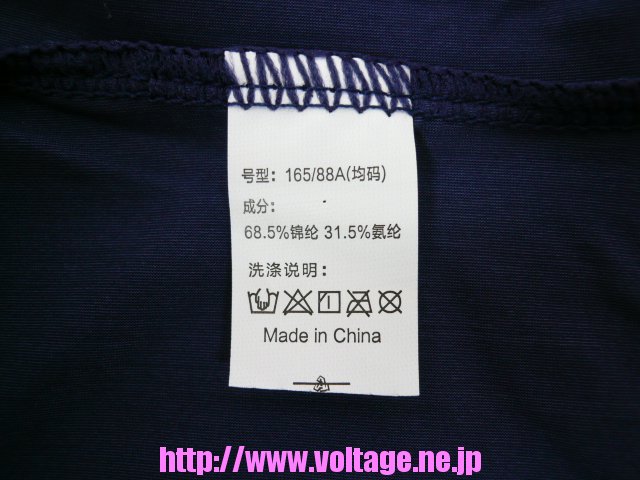 号型：165/88A(均码)
成分：
68.5%锦纶 31.5%氨纶
洗涤说明：
Made in China
http://www.voltage.ne.jp